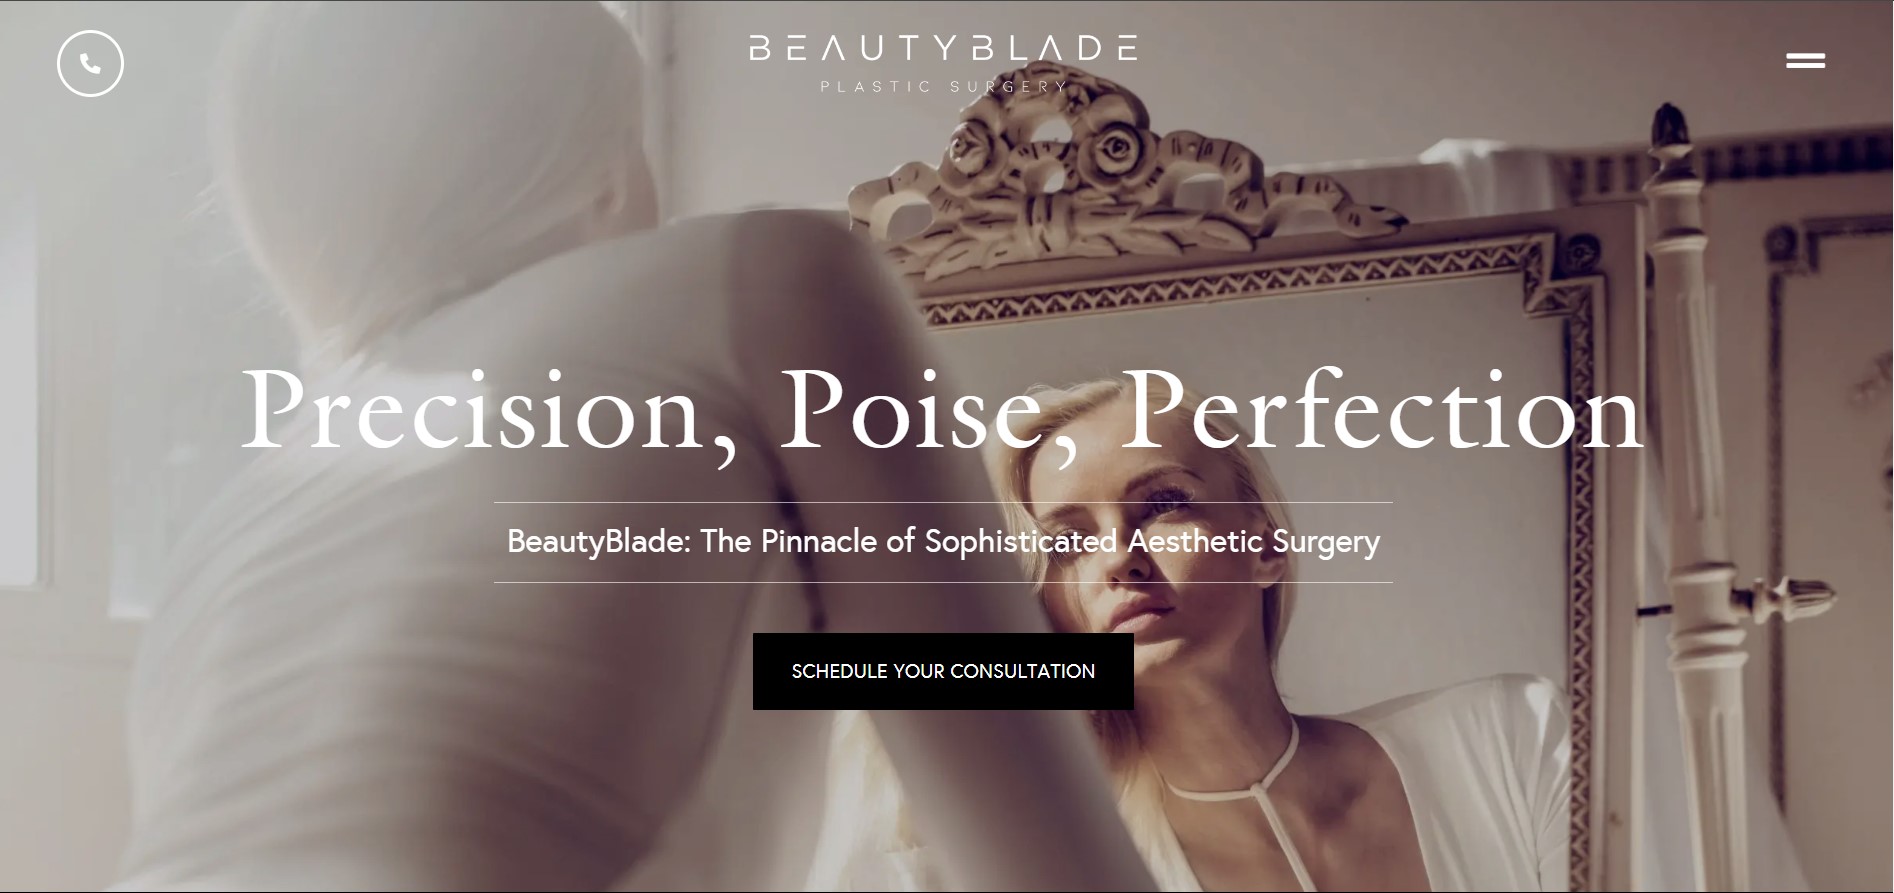 BEAUTYBLADE
PLASTIC SURGERY
Precision, Poise, Perfection
BeautyBlade: The Pinnacle of Sophisticated Aesthetic Surgery
SCHEDULE YOUR CONSULTATION